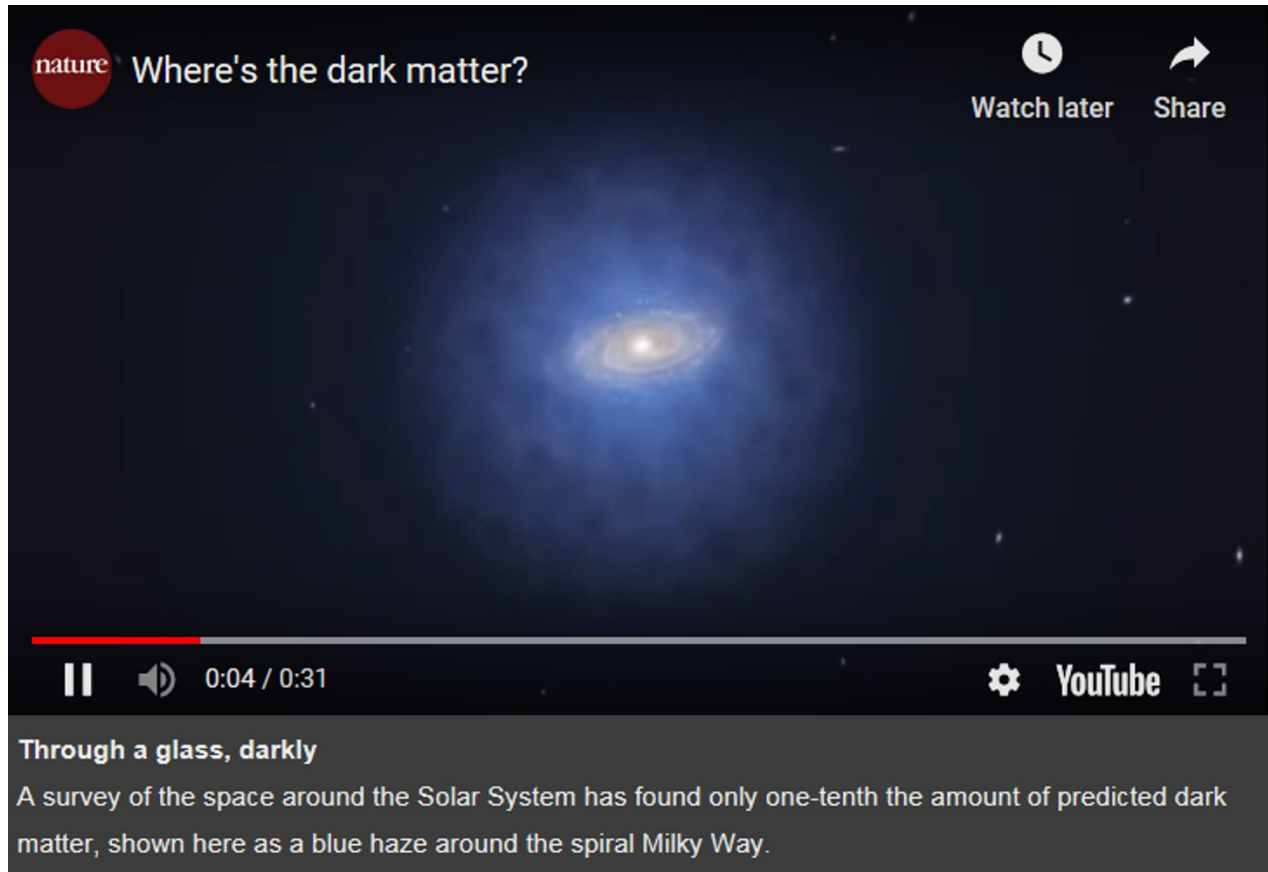 nature
Where's the dark matter?
Watch later
Share
0:04 / 0:31
YouTube
Through a glass, darkly
A survey of the space around the Solar System has found only one-tenth the amount of predicted dark
matter, shown here as a blue haze around the spiral Milky Way.